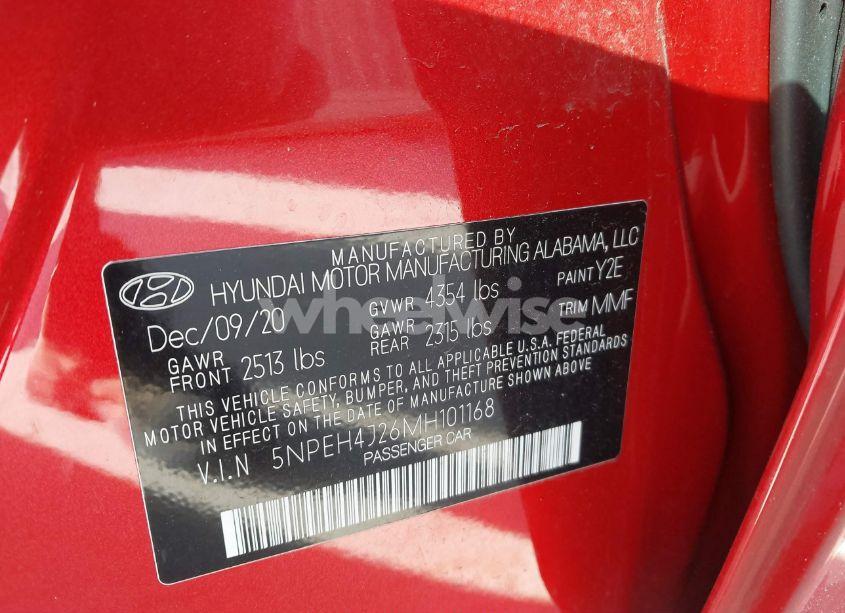 MANUFACTURED BY
HYUNDAI MOTOR MANUFACTURING ALABAMA, LLC
Dec/09/20 GVWR 4354 lbs PAINT Y2E
GAWR FRONT 2513 lbs GAWR REAR 2315 lbs TRIM MMF
THIS VEHICLE CONFORMS TO ALL APPLICABLE U.S.A. FEDERAL
MOTOR VEHICLE SAFETY, BUMPER, AND THEFT PREVENTION STANDARDS
IN EFFECT ON THE DATE OF MANUFACTURE SHOWN ABOVE
V.I.N 5NPEH4J26MH101168
PASSENGER CAR
wheelwise